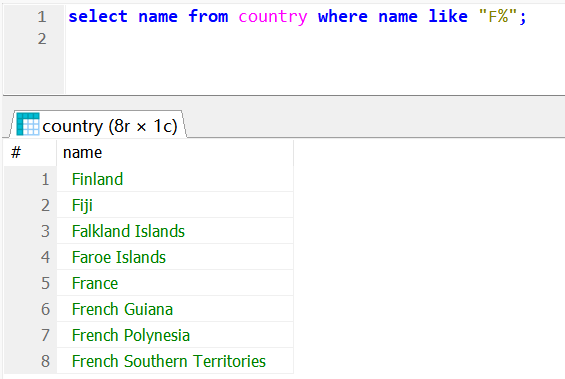 1 select name from country where name like "F%";
2
country (8r × 1c)
# name
1 Finland
2 Fiji
3 Falkland Islands
4 Faroe Islands
5 France
6 French Guiana
7 French Polynesia
8 French Southern Territories